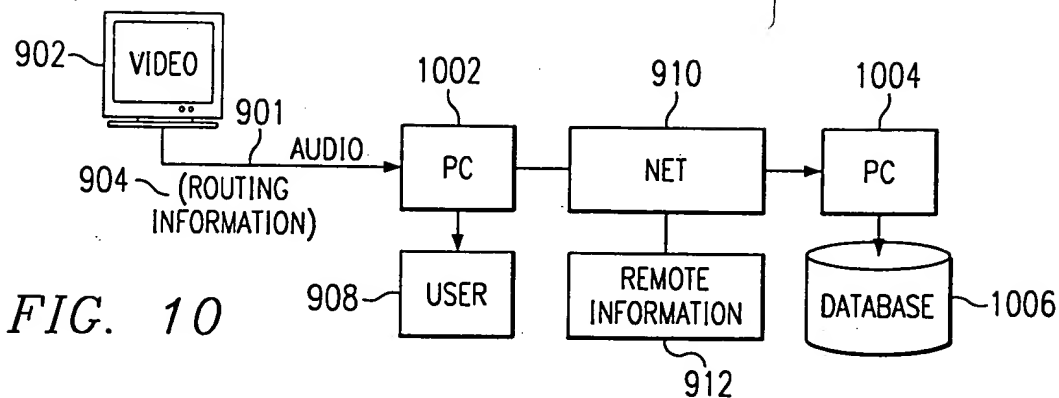 902
VIDEO
901
AUDIO
904
(ROUTING
INFORMATION)
1002
PC
910
NET
1004
PC
908
USER
REMOTE
INFORMATION
912
DATABASE
1006
FIG. 10